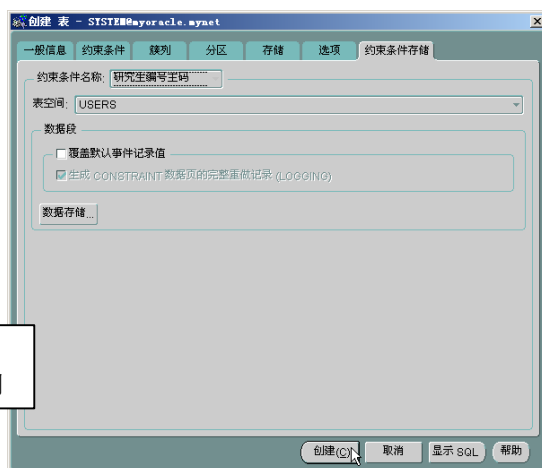 创建 表 - SYSTEM@myoracle.mynet
一般信息 约束条件 簇列 分区 存储 选项 约束条件存储
约束条件名称: 研究生编号主码
表空间: USERS
数据段
覆盖默认事件记录值
生成 CONSTRAINT 数据页的完整重做记录 (LOGGING)
数据存储...
创建(C) 取消 显示 SQL 帮助